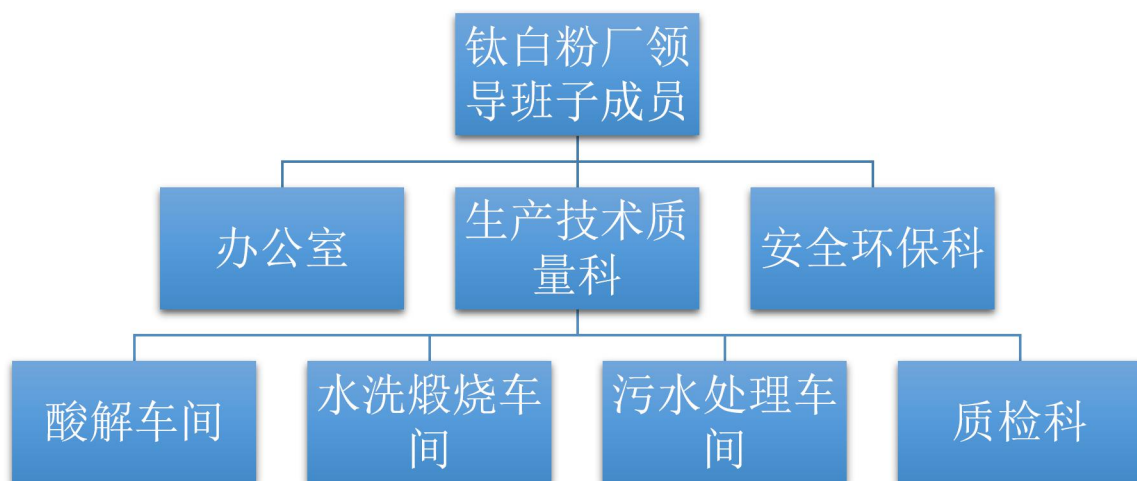 钛白粉厂领
导班子成员
办公室
生产技术质
量科
安全环保科
酸解车间
水洗煅烧车
间
污水处理车
间
质检科